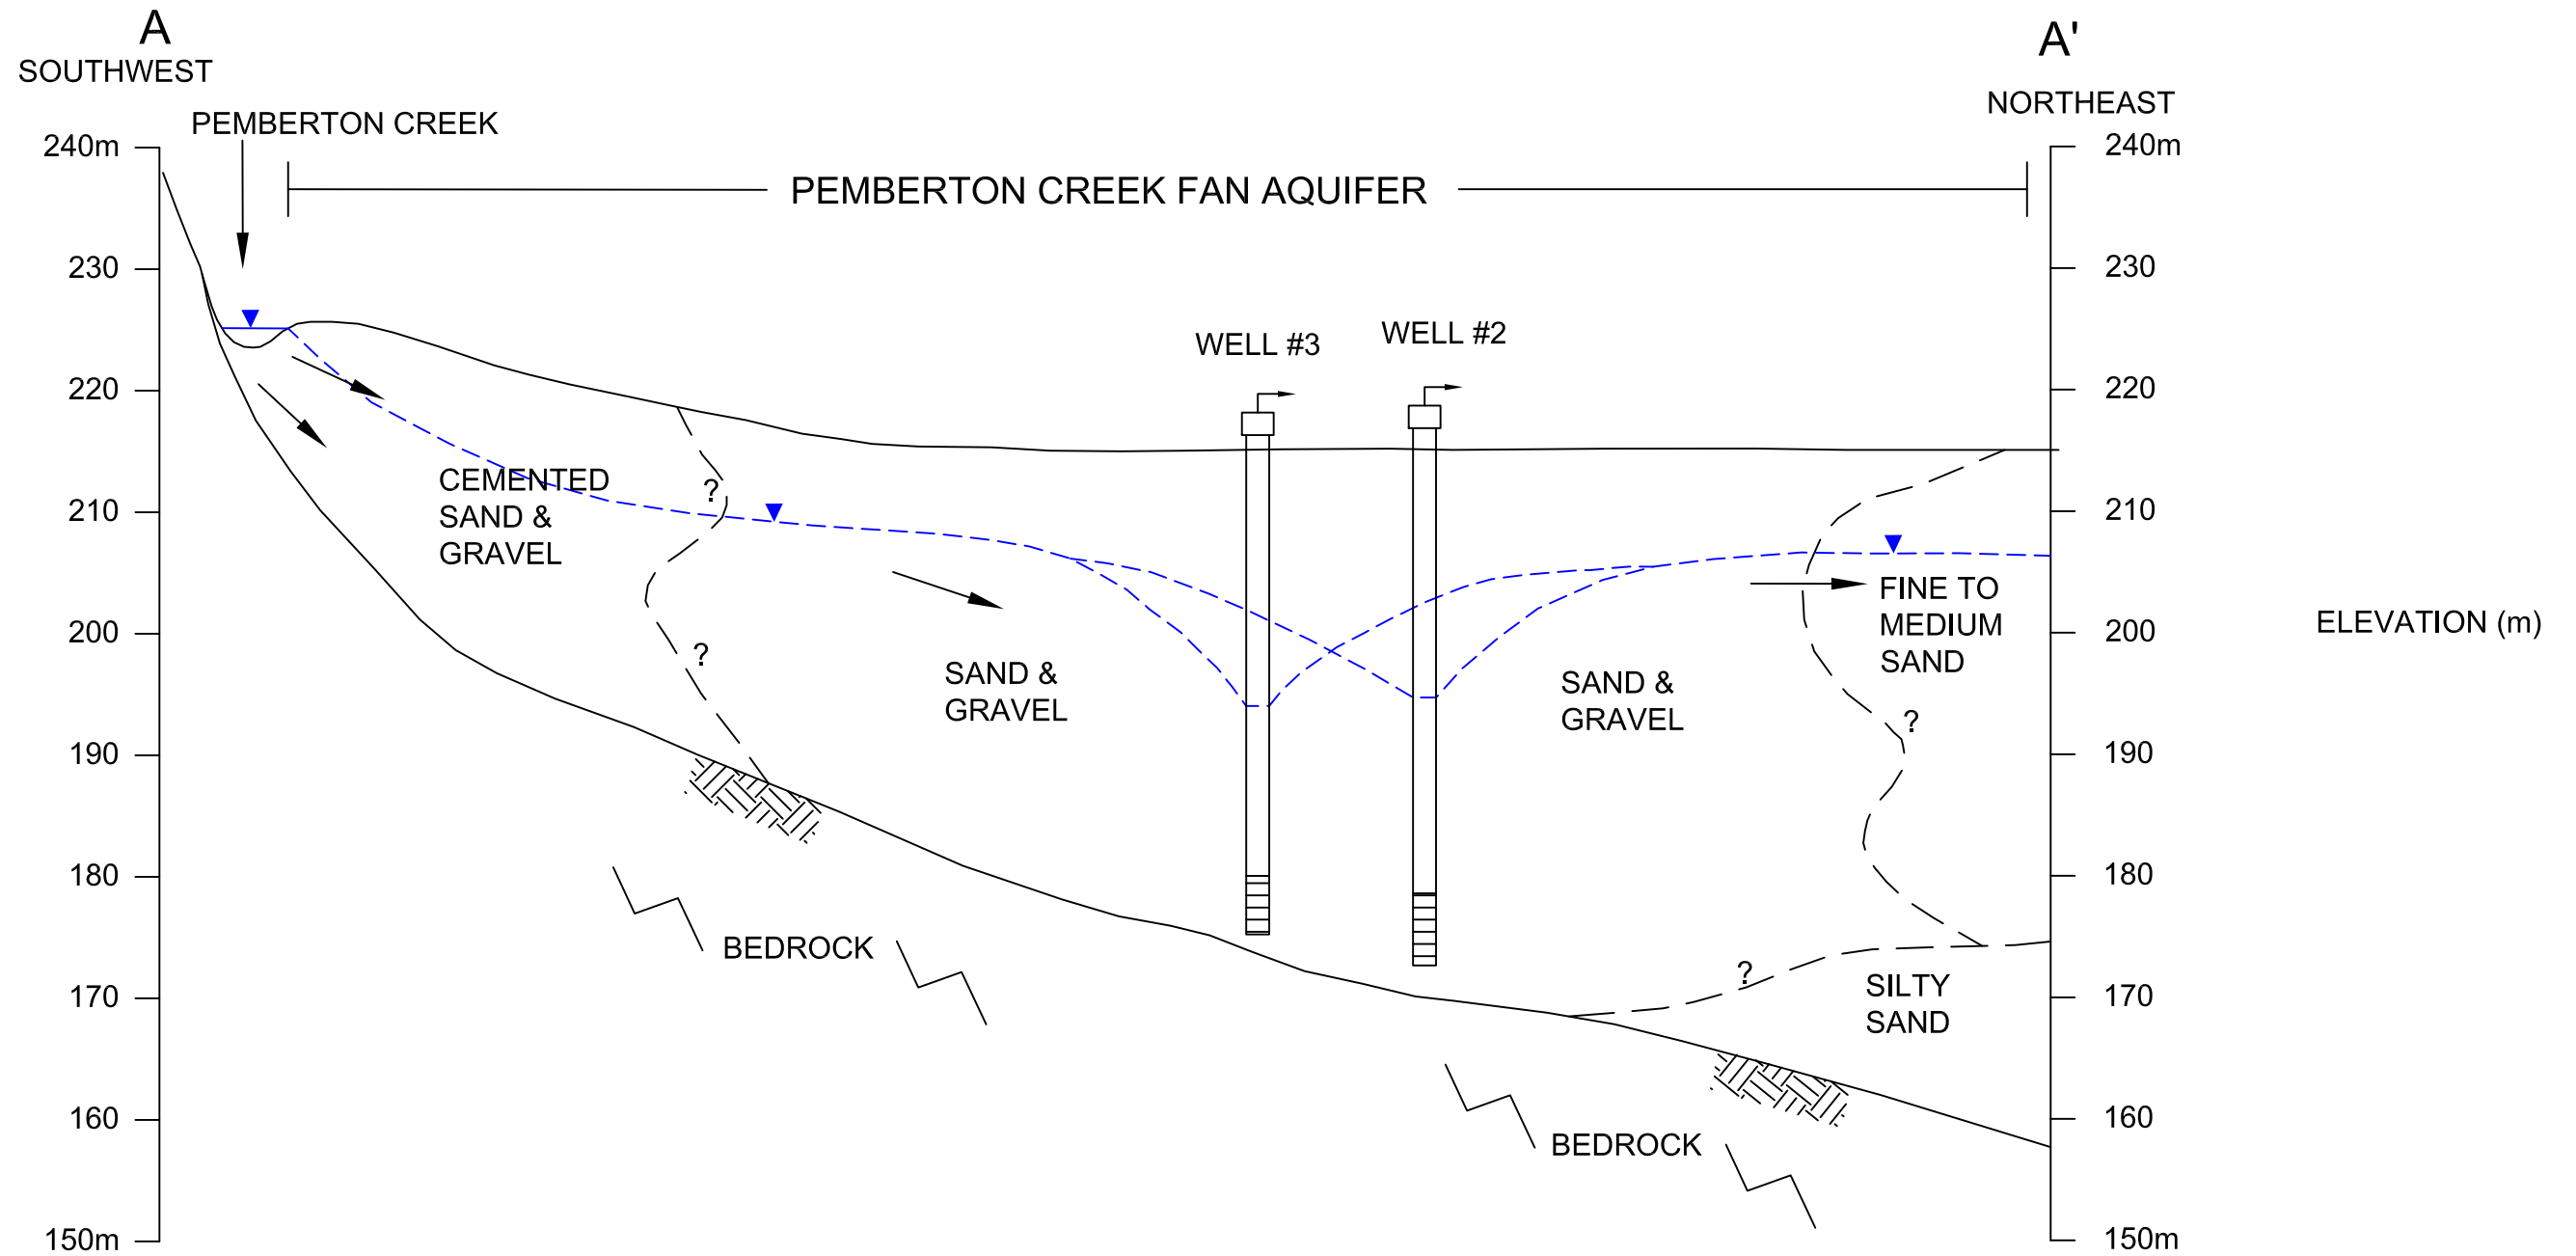 A
SOUTHWEST
A'
NORTHEAST
PEMBERTON CREEK
240m
230
220
210
200
190
180
170
160
150m
PEMBERTON CREEK FAN AQUIFER
WELL #3
WELL #2
CEMENTED
SAND &
GRAVEL
?
?
SAND &
GRAVEL
SAND &
GRAVEL
FINE TO
MEDIUM
SAND
?
?
SILTY
SAND
BEDROCK
BEDROCK
240m
230
220
210
200
190
180
170
160
150m
ELEVATION (m)